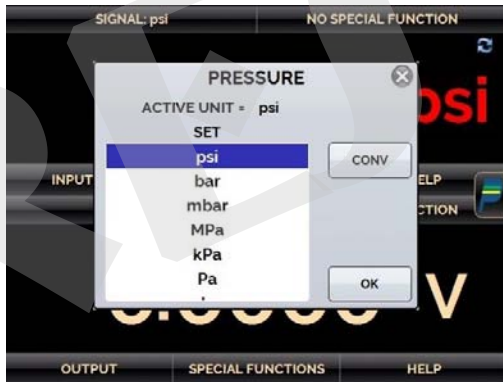 SIGNAL: psi
NO SPECIAL FUNCTION
PRESSURE
psi
ACTIVE UNIT = psi
SET
psi
CONV
INPUT
bar
ELP
mbar
CTION
MPa
kPa
Pa
OK
V
OUTPUT
SPECIAL FUNCTIONS
HELP